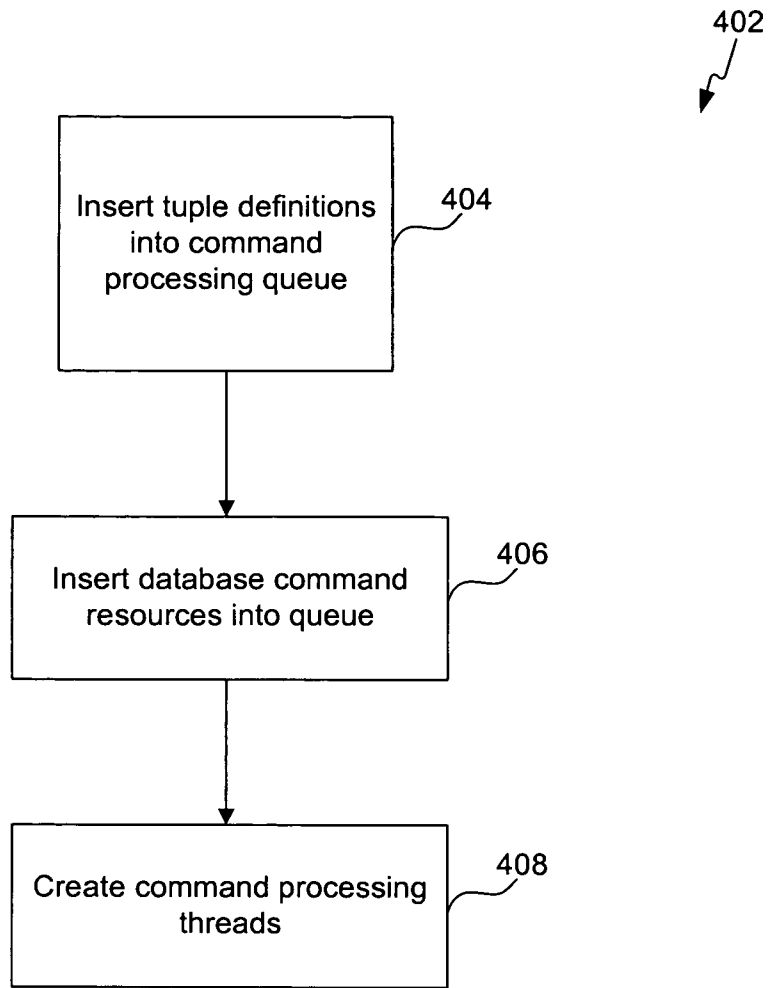 402
Insert tuple definitions
into command
processing queue
404
Insert database command
resources into queue
406
Create command processing
threads
408